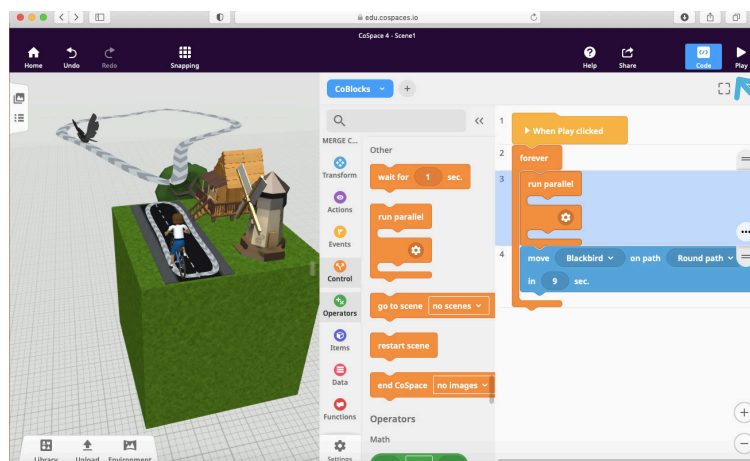 edu.cospaces.io
CoSpace 4 - Scene1
Home
Undo
Redo
Snapping
Help
Share
Code
Play
CoBlocks
MERGE C...
Transform
Actions
Events
Control
Operators
Items
Data
Functions
Settings
Other
wait for 1 sec.
run parallel
go to scene no scenes
restart scene
end CoSpace no images
Operators
Math
1
When Play clicked
2
forever
3
run parallel
4
move Blackbird on path Round path
in 9 sec.
Library
Upload
Environment